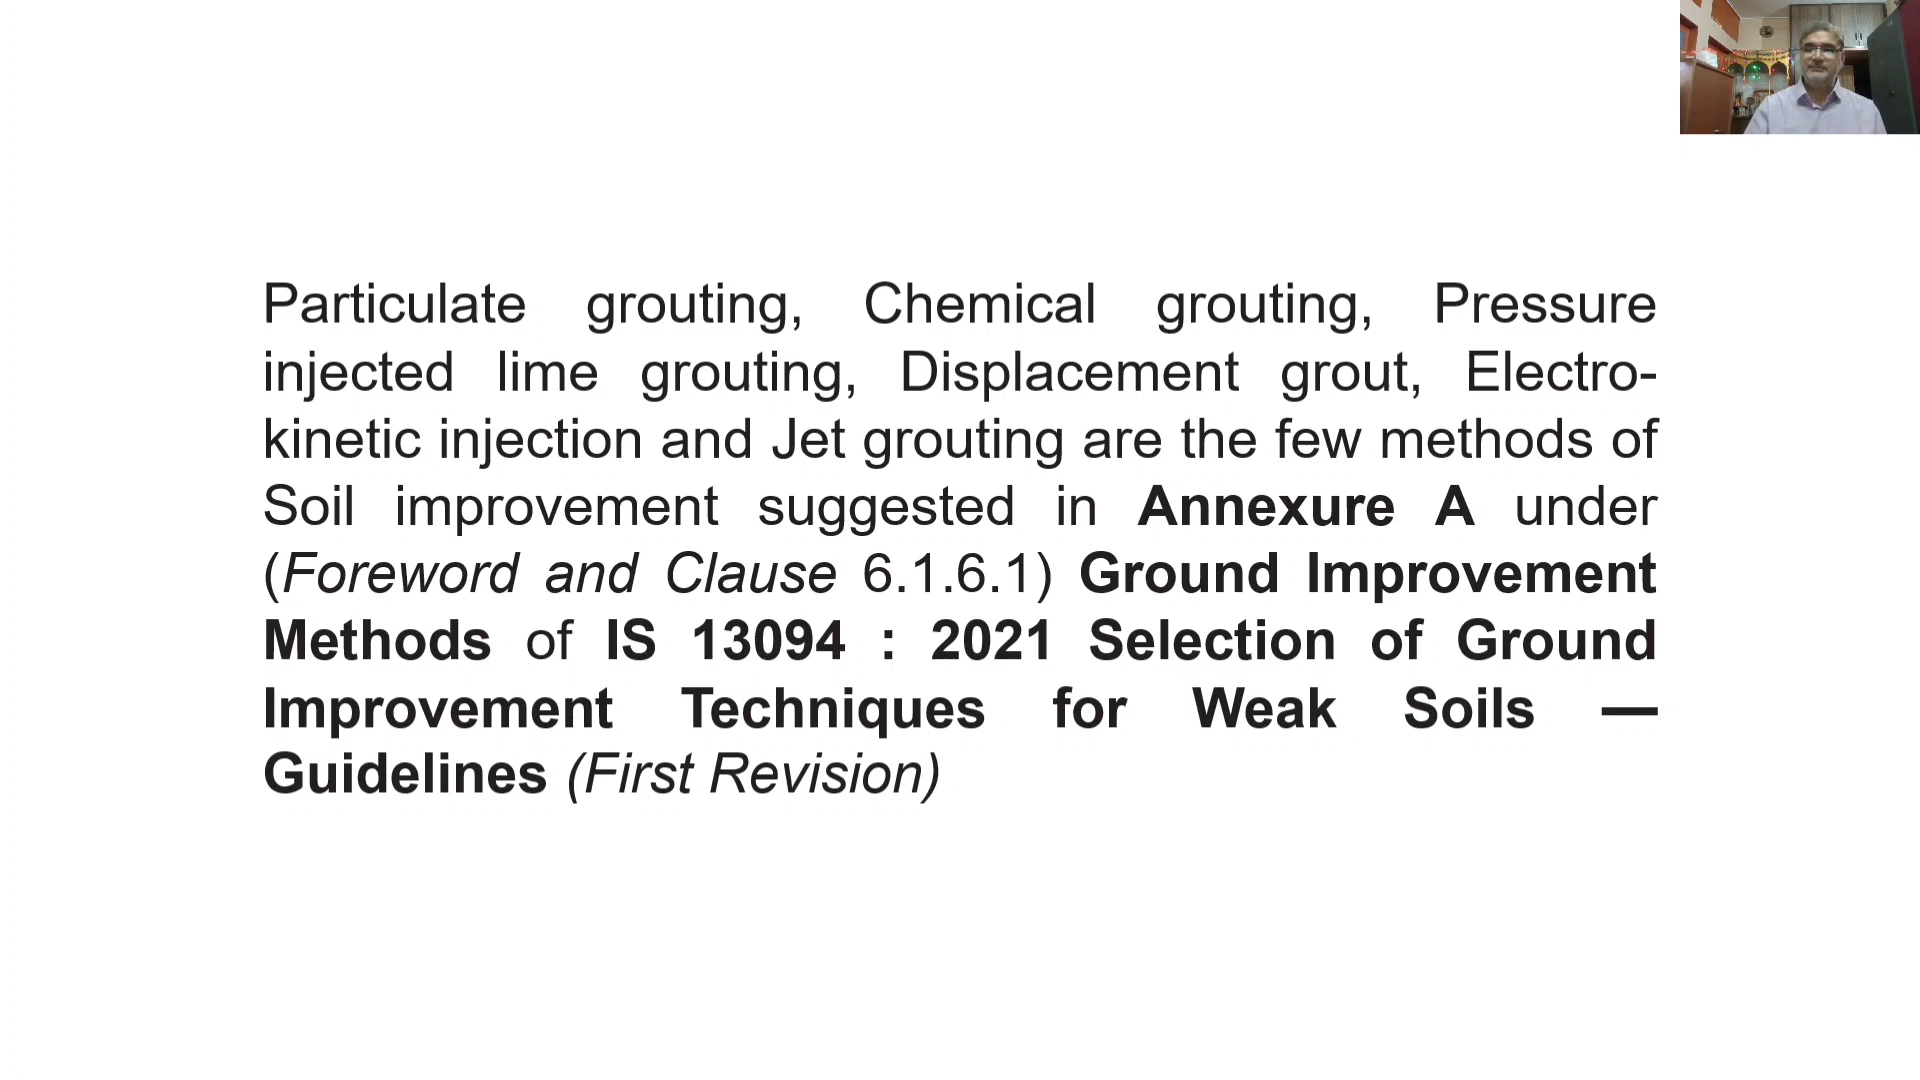 Particulate grouting, Chemical grouting, Pressure
injected lime grouting, Displacement grout, Electro-
kinetic injection and Jet grouting are the few methods of
Soil improvement suggested in Annexure A under
(Foreword and Clause 6.1.6.1) Ground Improvement
Methods of IS 13094 : 2021 Selection of Ground
Improvement Techniques for Weak Soils —
Guidelines (First Revision)